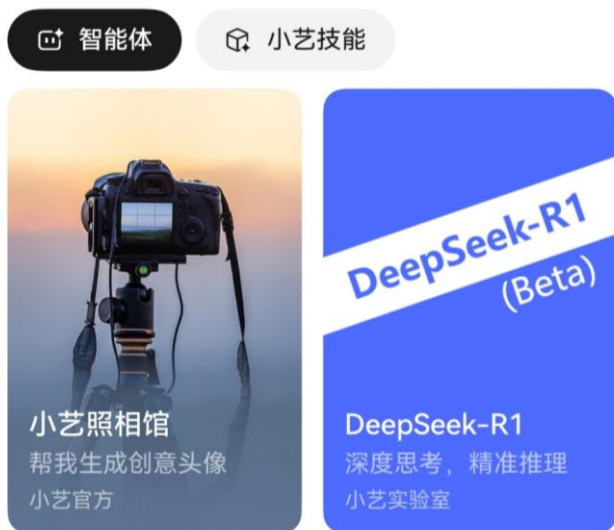 智能体
小艺技能
小艺照相馆
帮我生成创意头像
小艺官方
DeepSeek-R1
(Beta)
DeepSeek-R1
深度思考，精准推理
小艺实验室